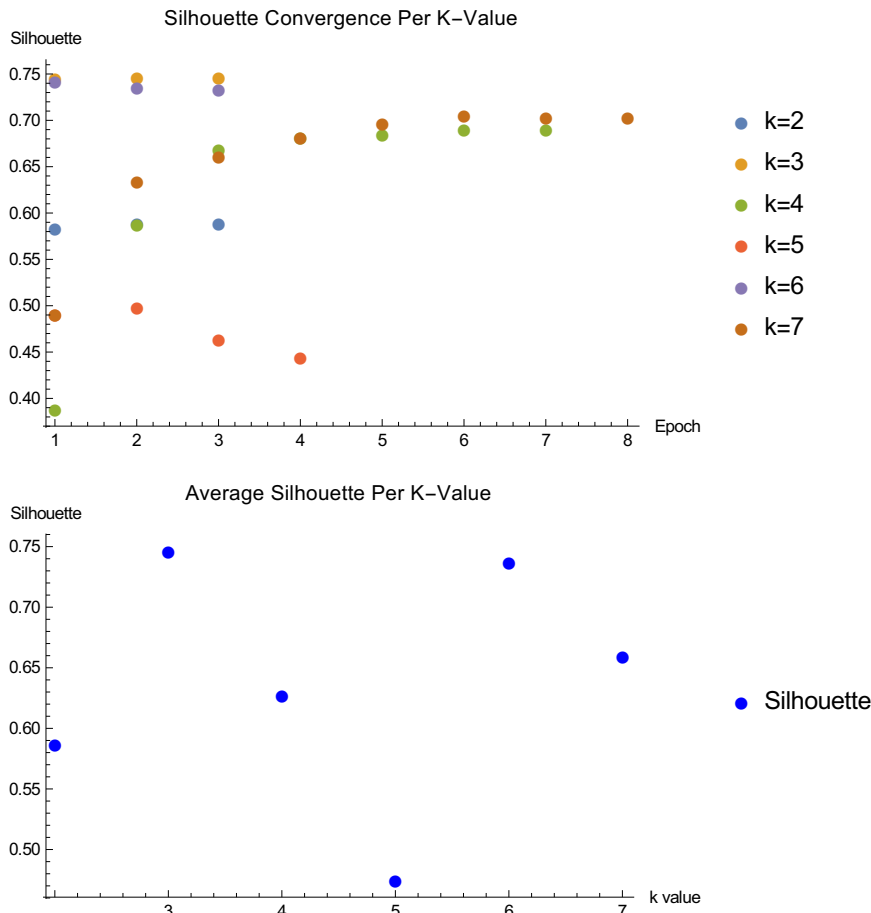 Silhouette Convergence Per K−Value
Silhouette
0.75
0.70
0.65
0.60
0.55
0.50
0.45
0.40
1 2 3 4 5 6 7 8
Epoch
k=2
k=3
k=4
k=5
k=6
k=7
Average Silhouette Per K−Value
Silhouette
0.75
0.70
0.65
0.60
0.55
0.50
3 4 5 6 7
k value
Silhouette